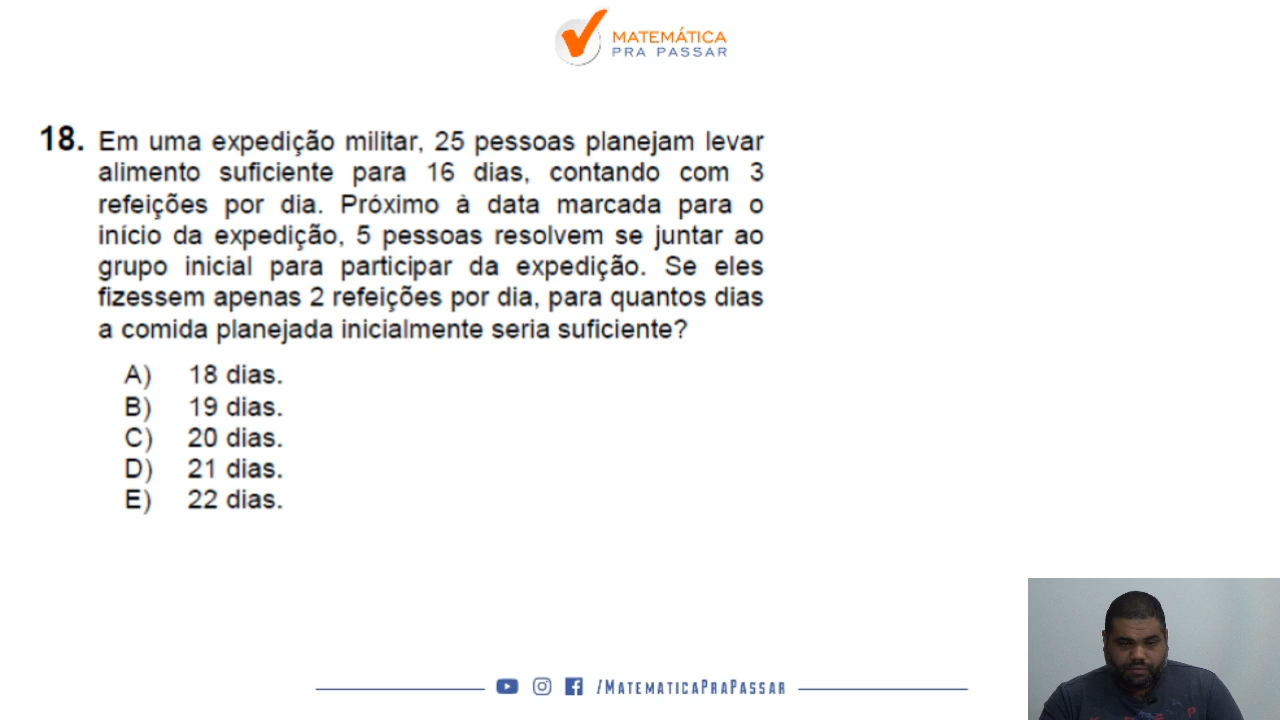 MATEMÁTICA
PRA PASSAR
18. Em uma expedição militar, 25 pessoas planejam levar
alimento suficiente para 16 dias, contando com 3
refeições por dia. Próximo à data marcada para o
início da expedição, 5 pessoas resolvem se juntar ao
grupo inicial para participar da expedição. Se eles
fizessem apenas 2 refeições por dia, para quantos dias
a comida planejada inicialmente seria suficiente?
A) 18 dias.
B) 19 dias.
C) 20 dias.
D) 21 dias.
E) 22 dias.
/MATEMATICAPRAPASSAR